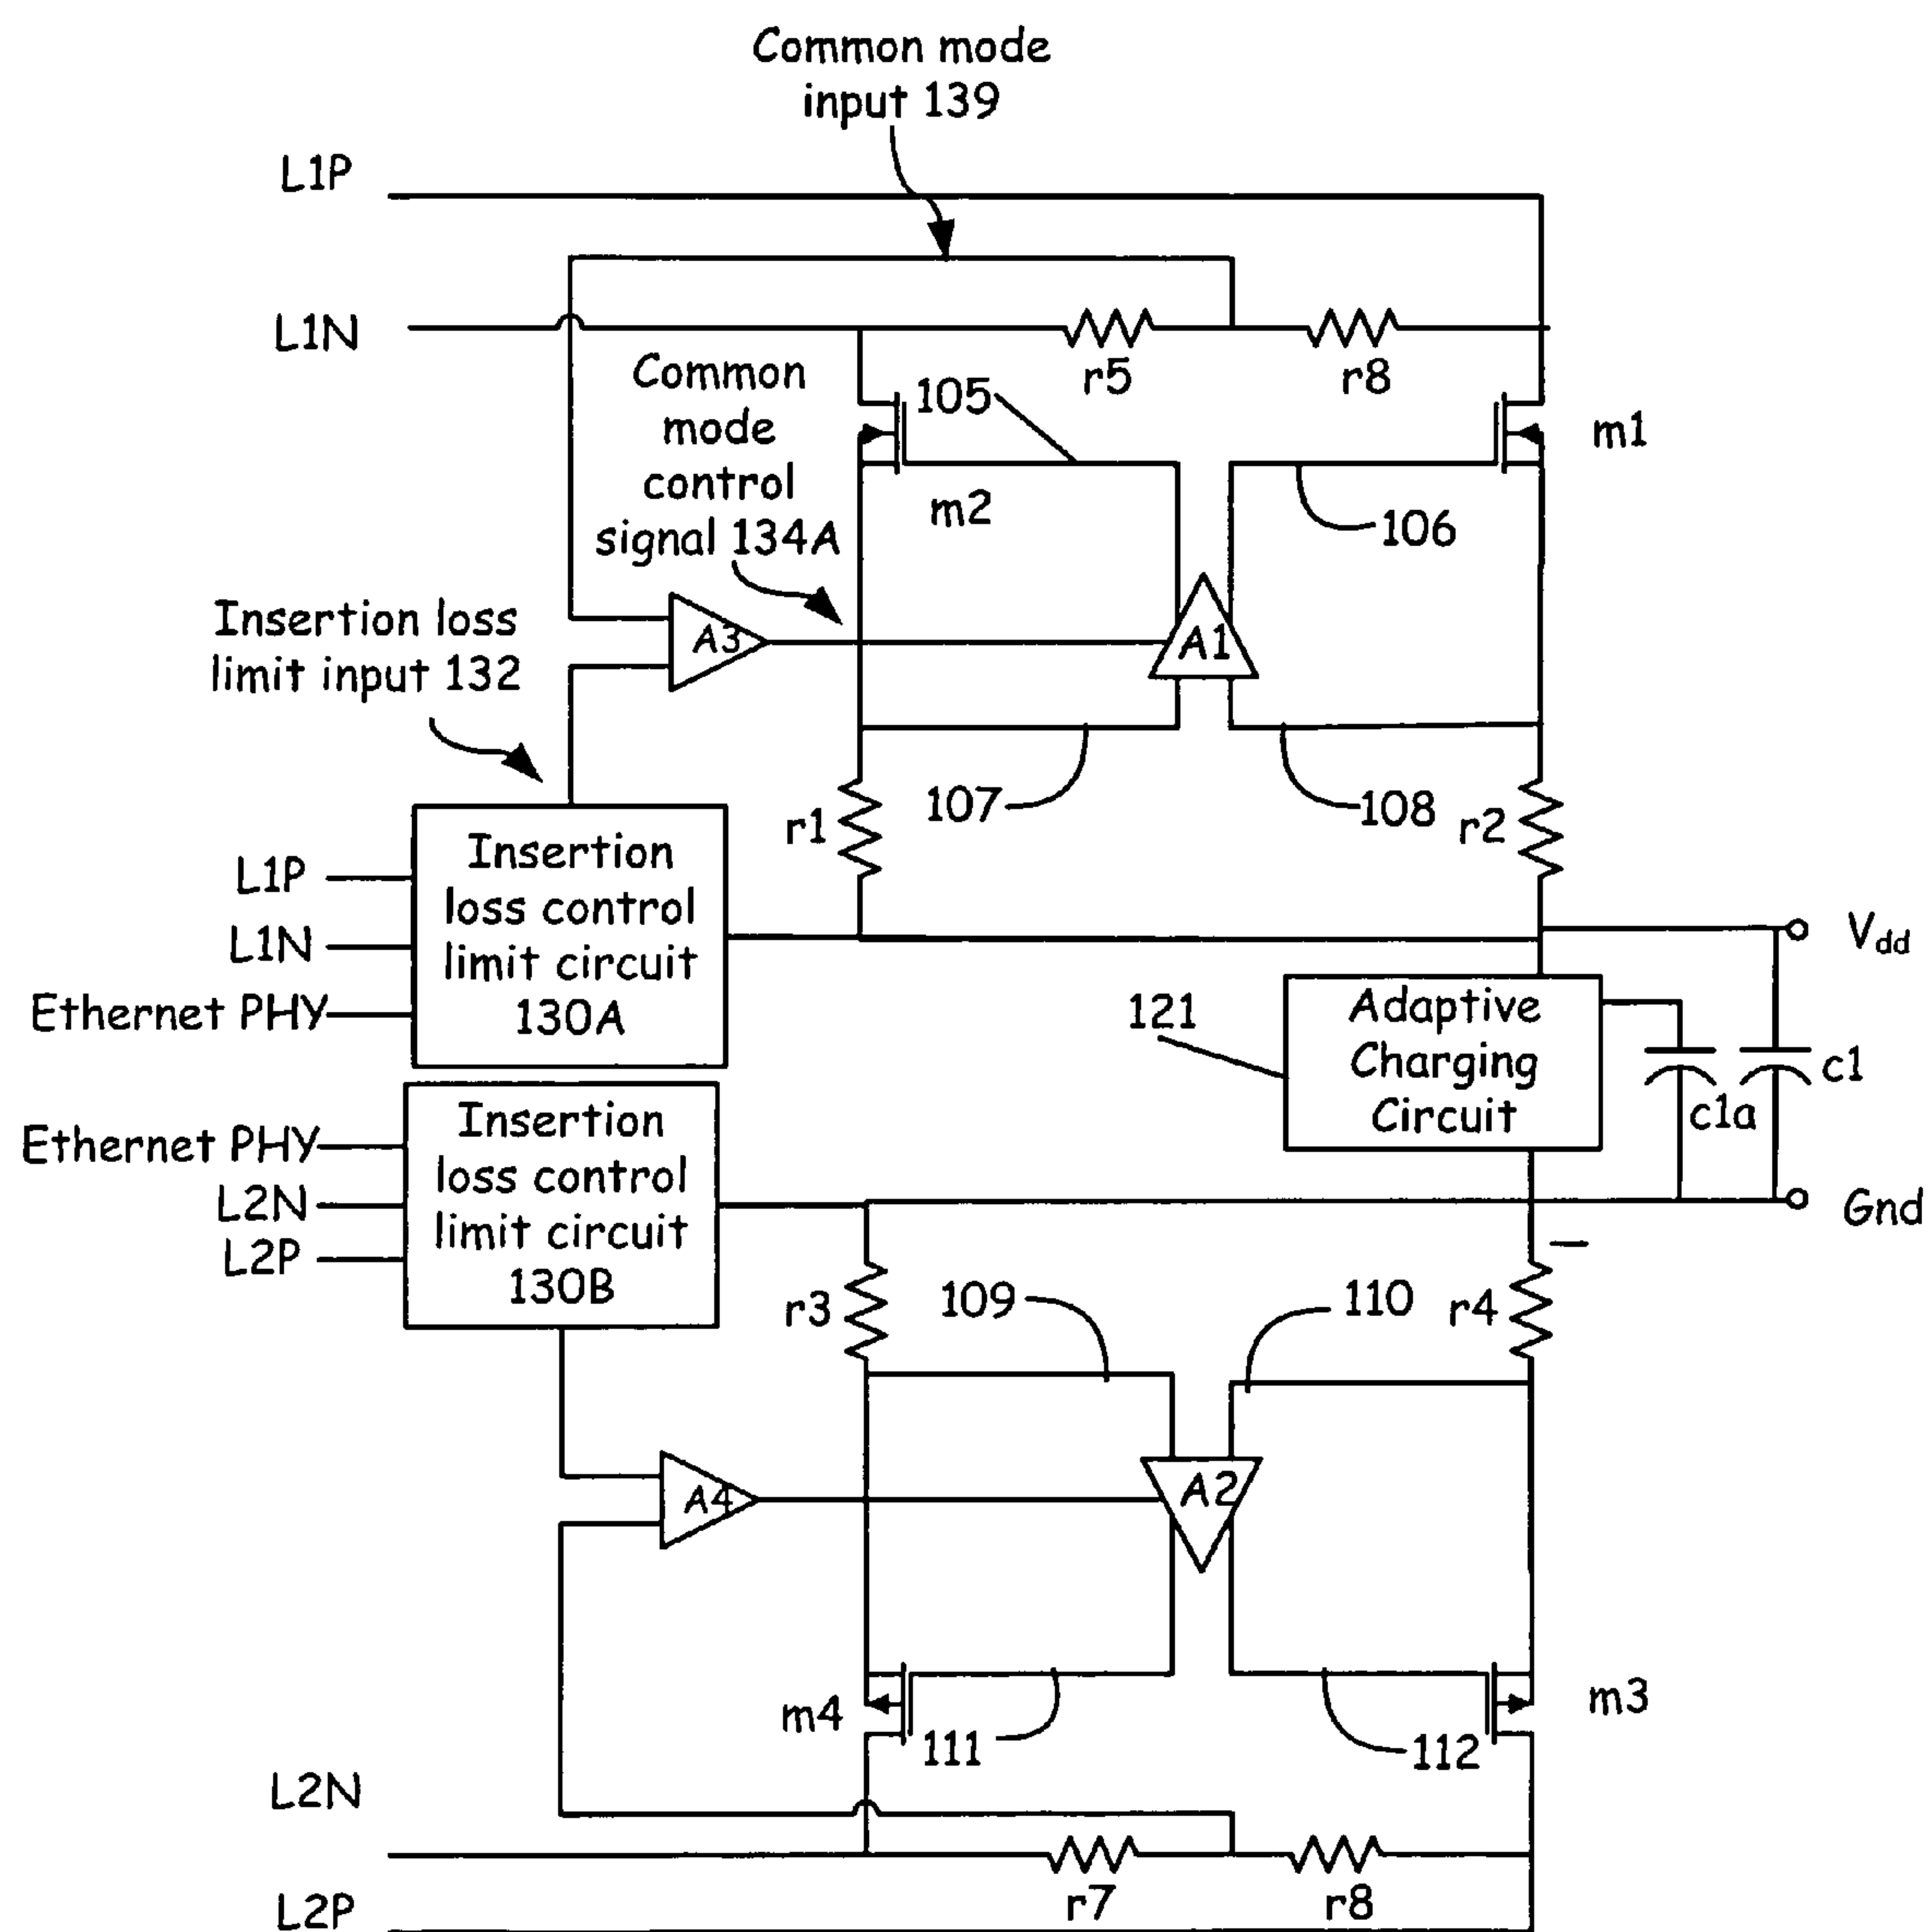 Common mode
input 139
L1P
L1N
r5
r8
Common
mode
control
signal 134A
105
m2
m1
106
Insertion loss
limit input 132
A3
A1
107
108
r1
r2
L1P
L1N
Ethernet PHY
Insertion
loss control
limit circuit
130A
Vdd
121
Adaptive
Charging
Circuit
c1a
c1
Ethernet PHY
L2N
L2P
Insertion
loss control
limit circuit
130B
Gnd
–
r3
109
110
r4
A4
A2
m4
111
112
m3
L2N
r7
r8
L2P